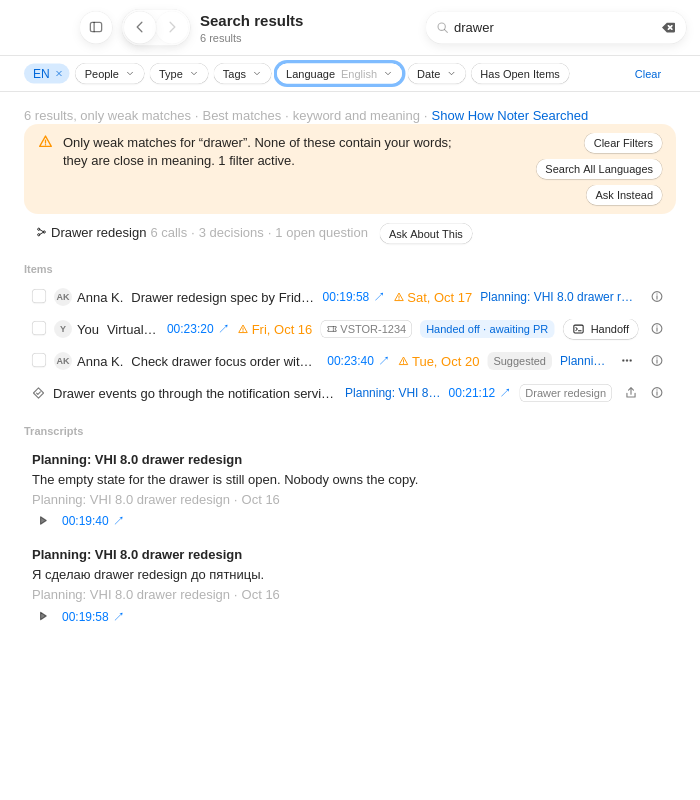 Search results
6 results
drawer
EN ×
People
Type
Tags
Language English
Date
Has Open Items
Clear
6 results, only weak matches · Best matches · keyword and meaning · Show How Noter Searched
Only weak matches for “drawer”. None of these contain your words;
they are close in meaning. 1 filter active.
Clear Filters
Search All Languages
Ask Instead
Drawer redesign 6 calls · 3 decisions · 1 open question Ask About This
Items
AK Anna K. Drawer redesign spec by Frid… 00:19:58 ↗ Sat, Oct 17 Planning: VHI 8.0 drawer r…
Y You Virtual… 00:23:20 ↗ Fri, Oct 16 VSTOR-1234 Handed off · awaiting PR Handoff
AK Anna K. Check drawer focus order wit… 00:23:40 ↗ Tue, Oct 20 Suggested Planni… •••
Drawer events go through the notification servi… Planning: VHI 8… 00:21:12 ↗ Drawer redesign
Transcripts
Planning: VHI 8.0 drawer redesign
The empty state for the drawer is still open. Nobody owns the copy.
Planning: VHI 8.0 drawer redesign · Oct 16
00:19:40 ↗
Planning: VHI 8.0 drawer redesign
Я сделаю drawer redesign до пятницы.
Planning: VHI 8.0 drawer redesign · Oct 16
00:19:58 ↗